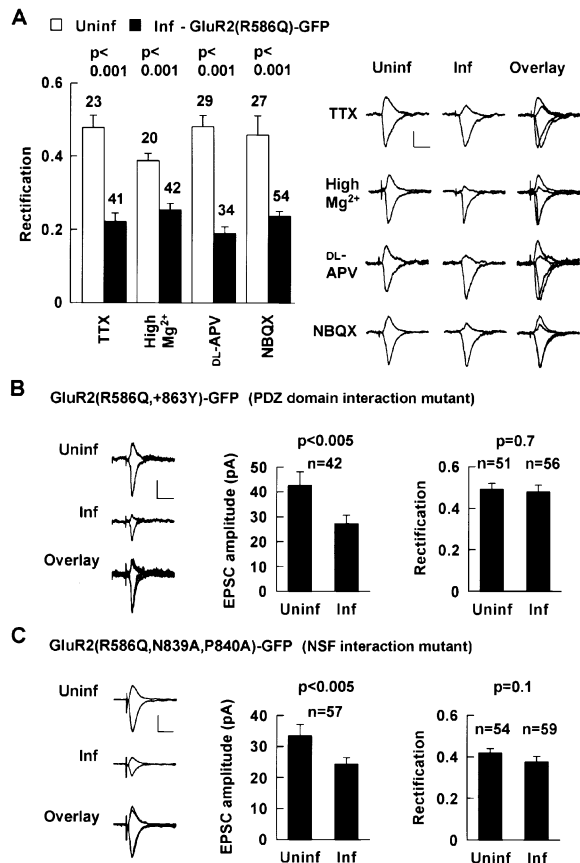 A
Uninf
Inf - GluR2(R586Q)-GFP
p< p< p< p<
0.001 0.001 0.001 0.001
Rectification
0.6
0.4
0.2
0
23
41
20
42
29
34
27
54
TTX
High Mg2+
DL-APV
NBQX
Uninf Inf Overlay
TTX
High
Mg2+
DL-
APV
NBQX
B
GluR2(R586Q,+863Y)-GFP (PDZ domain interaction mutant)
Uninf
Inf
Overlay
p<0.005
n=42
EPSC amplitude (pA)
50
40
30
20
10
0
Uninf Inf
p=0.7
n=51 n=56
Rectification
0.6
0.4
0.2
0
Uninf Inf
C
GluR2(R586Q,N839A,P840A)-GFP (NSF interaction mutant)
Uninf
Inf
Overlay
p<0.005
n=57
EPSC amplitude (pA)
40
30
20
10
0
Uninf Inf
p=0.1
n=54 n=59
Rectification
0.6
0.4
0.2
0
Uninf Inf